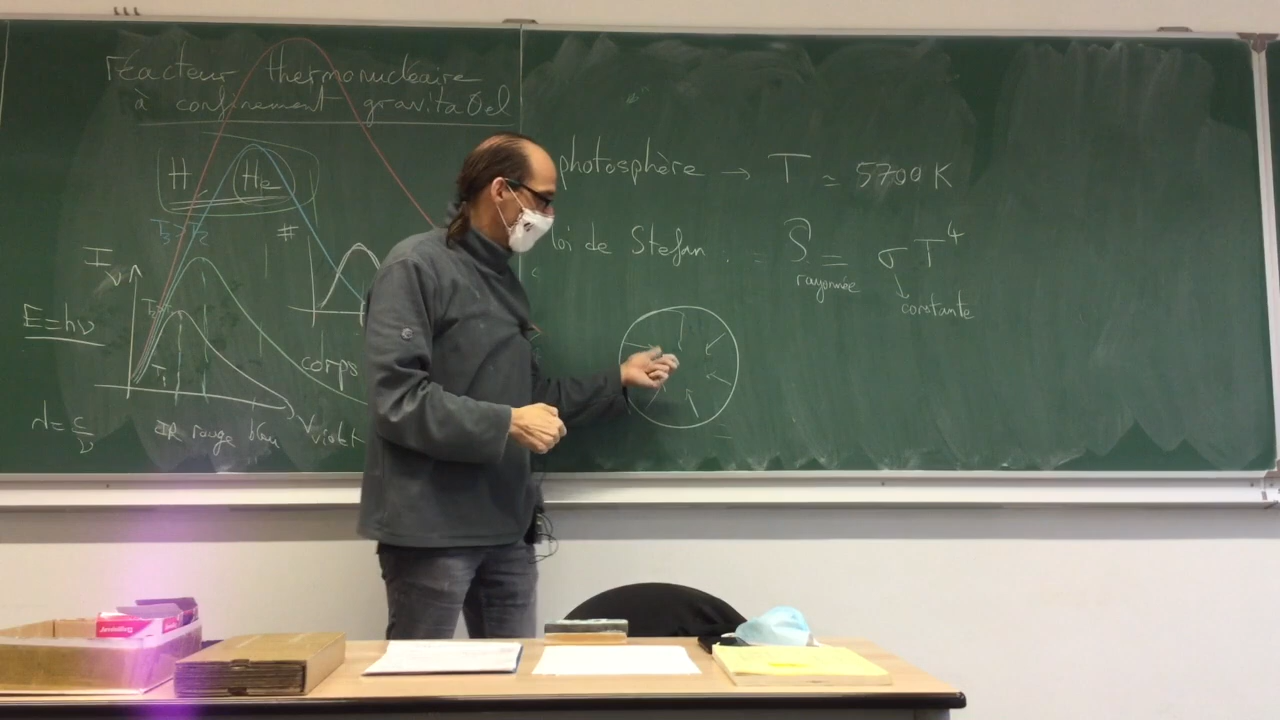 réacteur thermonucléaire
à confinement gravitaθel
H He
T3 > T2
#
Iν
E=hν
T1
corps
λ = c/ν
IR rouge bleu violet
ν
photosphère → T ≃ 5700 K
loi de Stefan : = S = σT⁴
rayonnée
constante